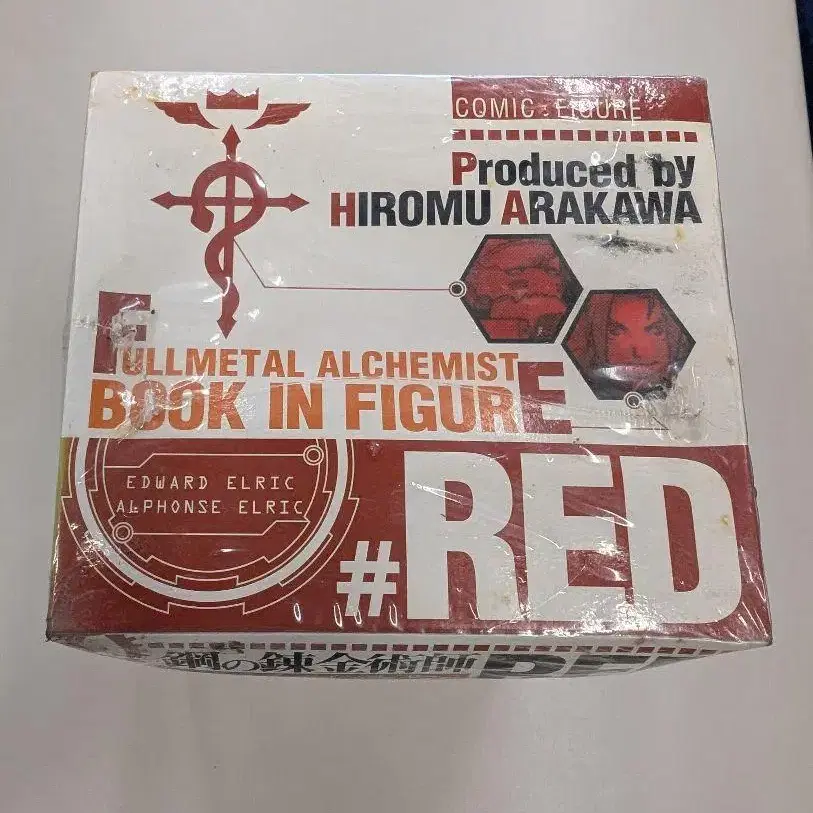 COMIC : FIGURE
Produced by
HIROMU ARAKAWA
FULLMETAL ALCHEMIST
BOOK IN FIGURE
EDWARD ELRIC
ALPHONSE ELRIC
#RED
鋼の錬金術師
RED